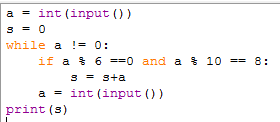 a = int(input())
s = 0
while a != 0:
    if a % 6 ==0 and a % 10 == 8:
        s = s+a
    a = int(input())
print(s)